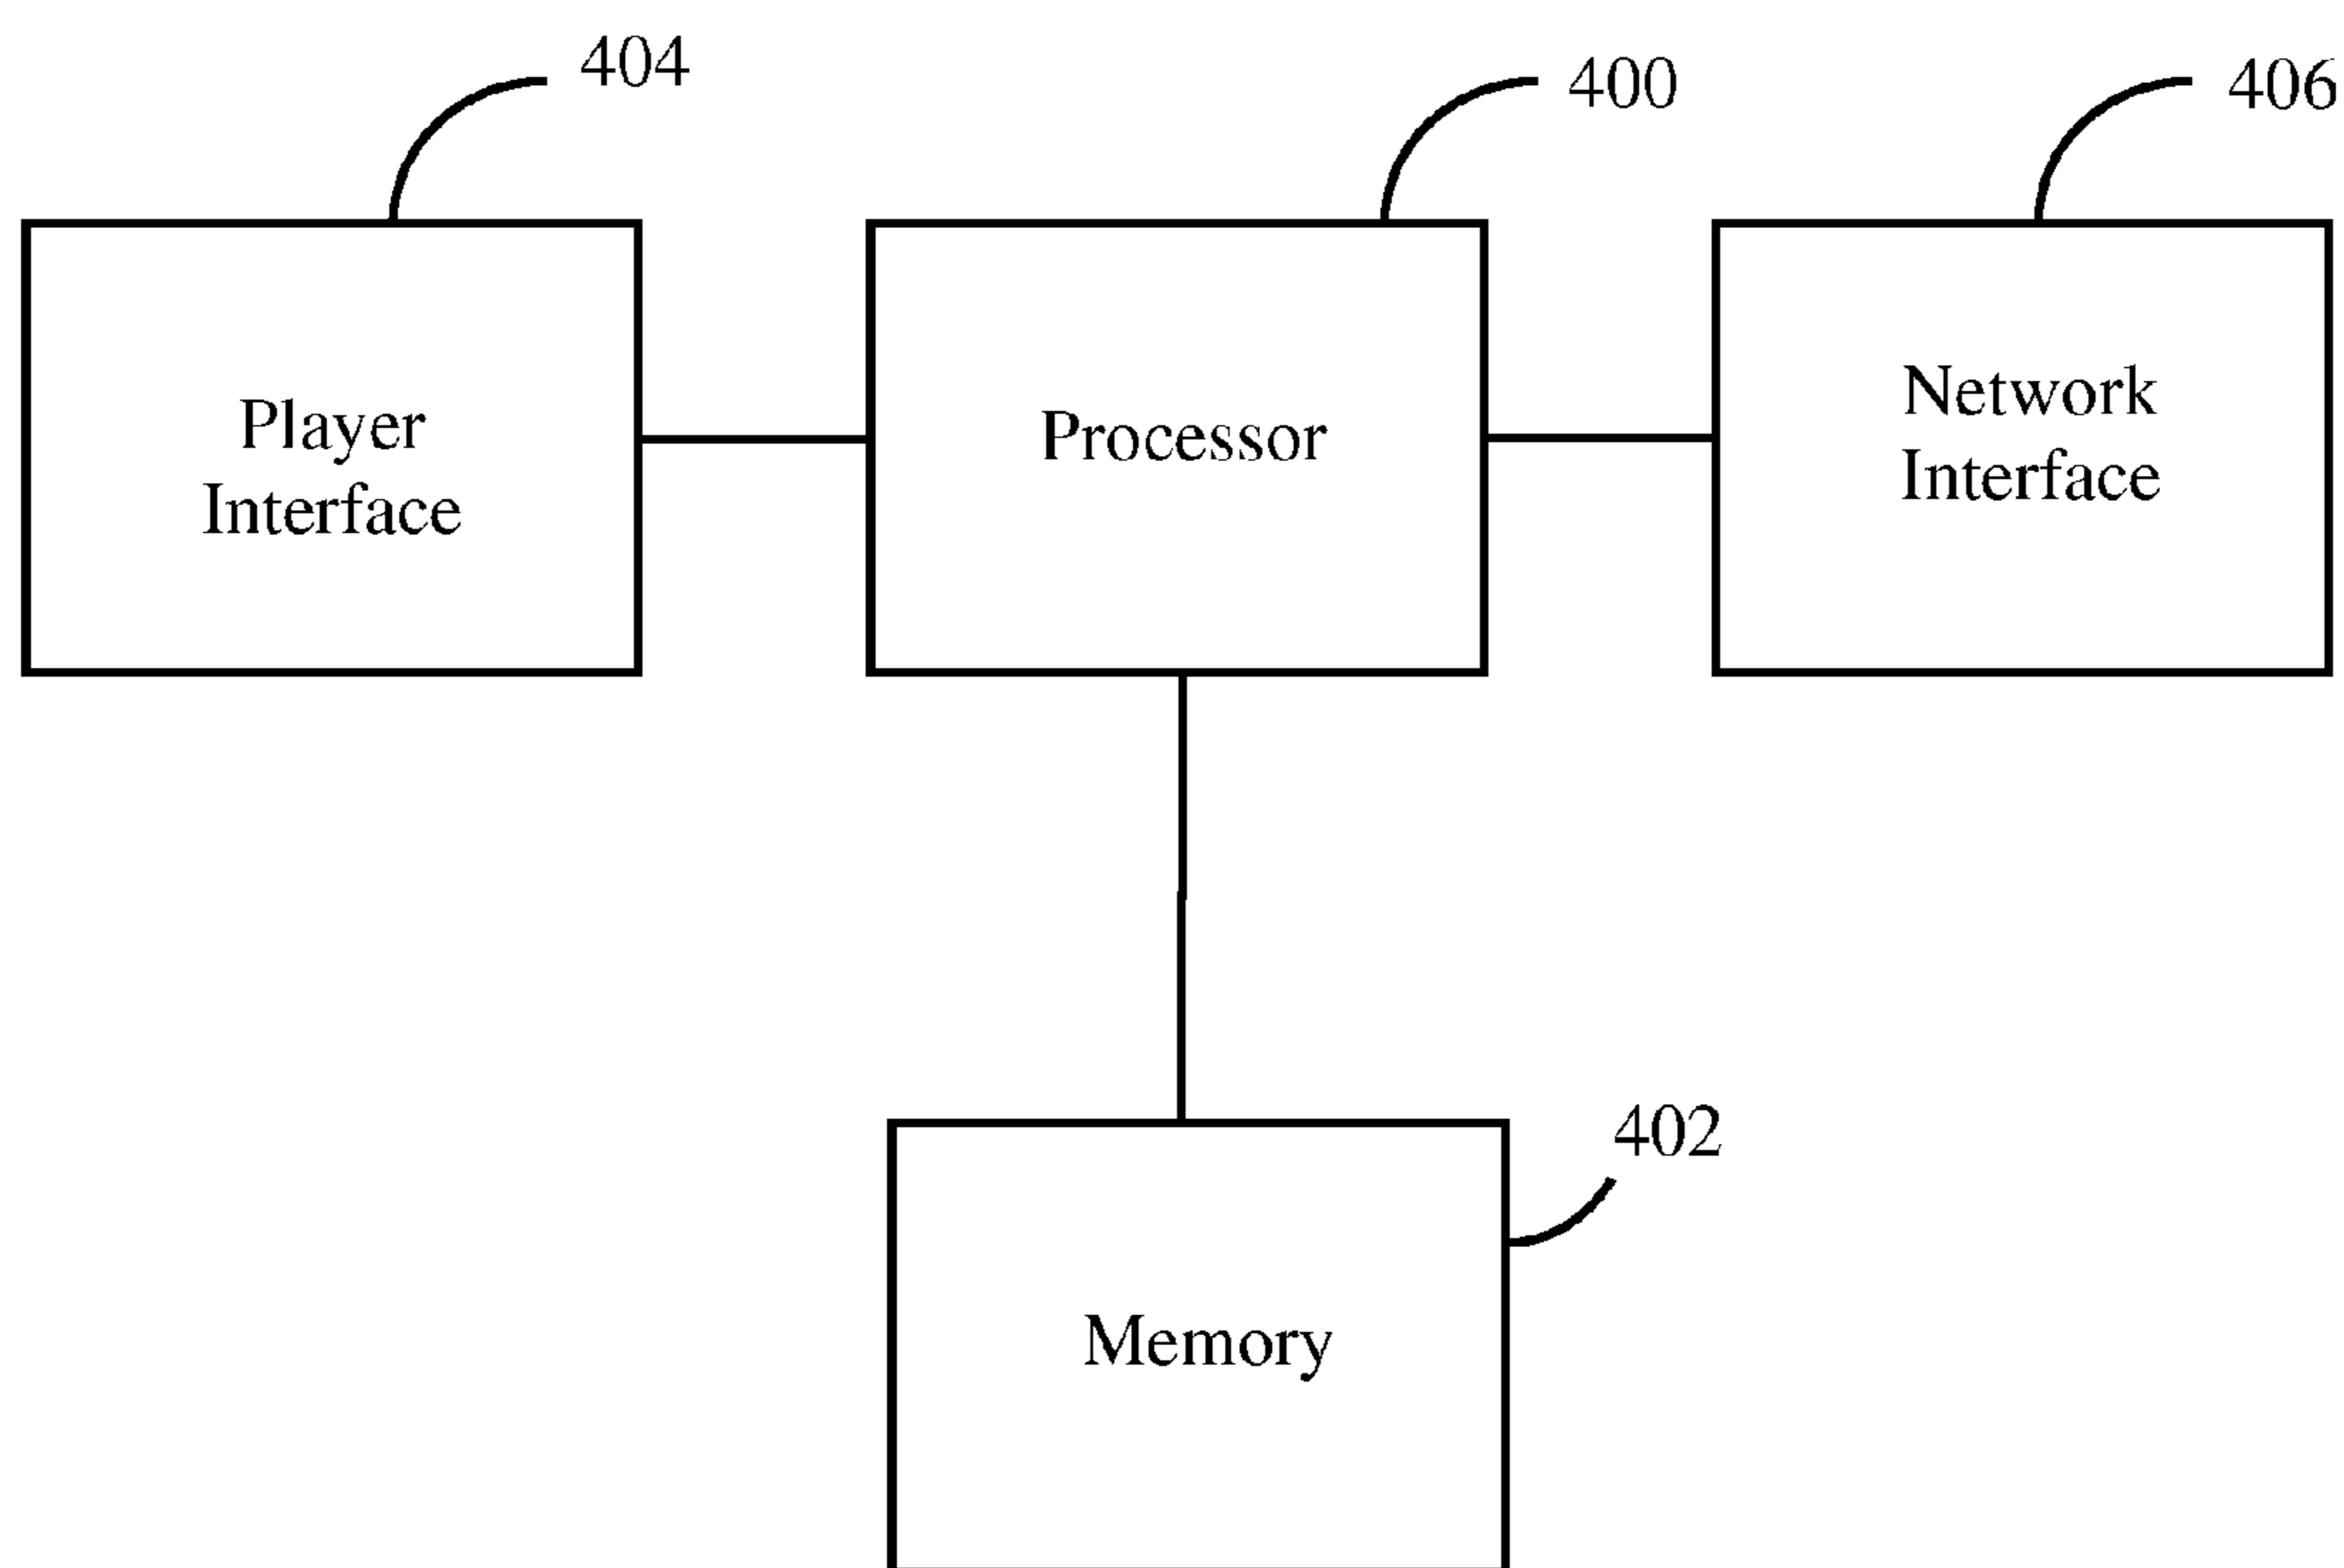 404
400
406
Player
Interface
Processor
Network
Interface
402
Memory